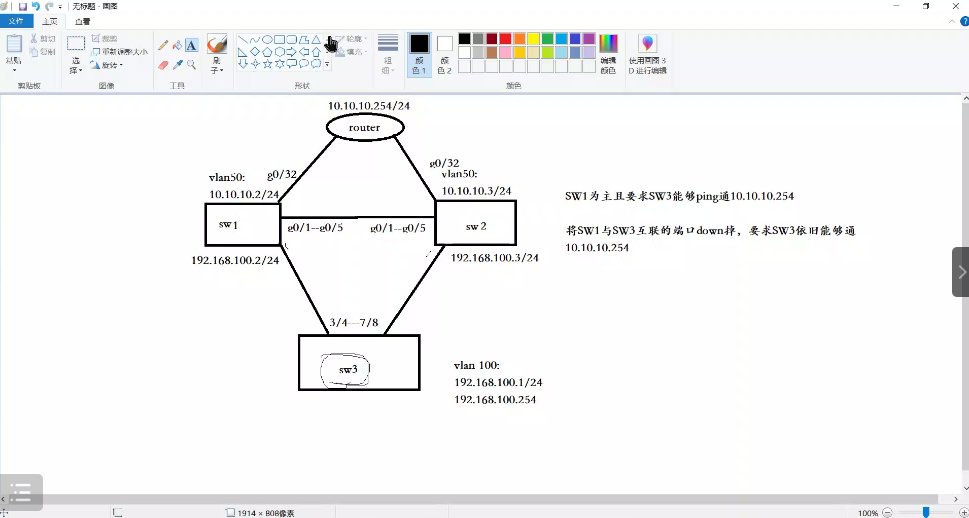 无标题 - 画图
文件 主页 查看
粘贴
剪切
复制
剪贴板
选择
裁剪
重新调整大小
旋转
图像
A
工具
刷子
轮廓
填充
形状
粗细
颜色 1
颜色 2
编辑颜色
使用画图 3D 进行编辑
颜色
10.10.10.254/24
router
g0/32
g0/32
vlan50:
10.10.10.2/24
vlan50:
10.10.10.3/24
sw1
g0/1--g0/5
g0/1--g0/5
sw2
192.168.100.2/24
192.168.100.3/24
3/4---7/8
sw3
vlan 100:
192.168.100.1/24
192.168.100.254
SW1为主且要求SW3能够ping通10.10.10.254
将SW1与SW3互联的端口down掉，要求SW3依旧能够通
10.10.10.254
1914 × 808像素
100%